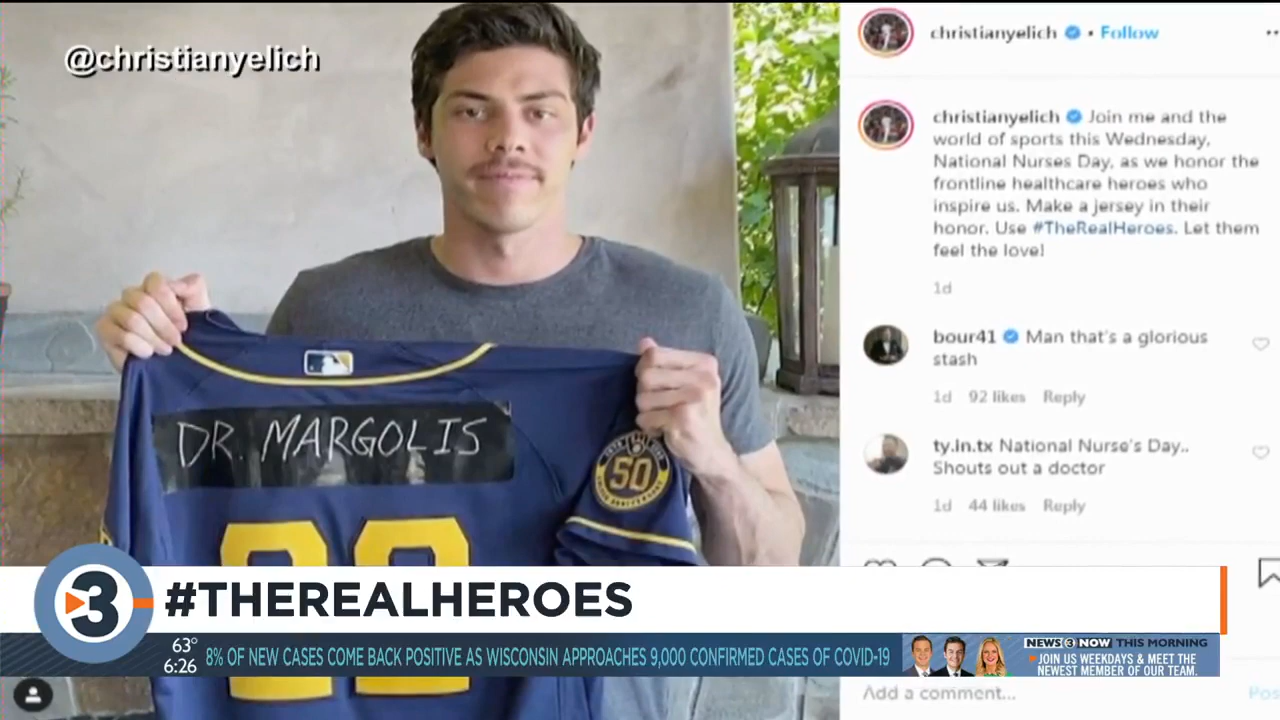 @christianyelich
christianyelich • Follow
christianyelich Join me and the
world of sports this Wednesday,
National Nurses Day, as we honor the
frontline healthcare heroes who
inspire us. Make a jersey in their
honor. Use #TheRealHeroes. Let them
feel the love!
1d
bour41 Man that's a glorious
stash
1d 92 likes Reply
ty.in.tx National Nurse's Day..
Shouts out a doctor
1d 44 likes Reply
Add a comment...
DR. MARGOLIS
50
22
3
#THEREALHEROES
63°
6:26
8% OF NEW CASES COME BACK POSITIVE AS WISCONSIN APPROACHES 9,000 CONFIRMED CASES OF COVID-19
NEWS 3 NOW THIS MORNING
JOIN US WEEKDAYS & MEET THE
NEWEST MEMBER OF OUR TEAM.